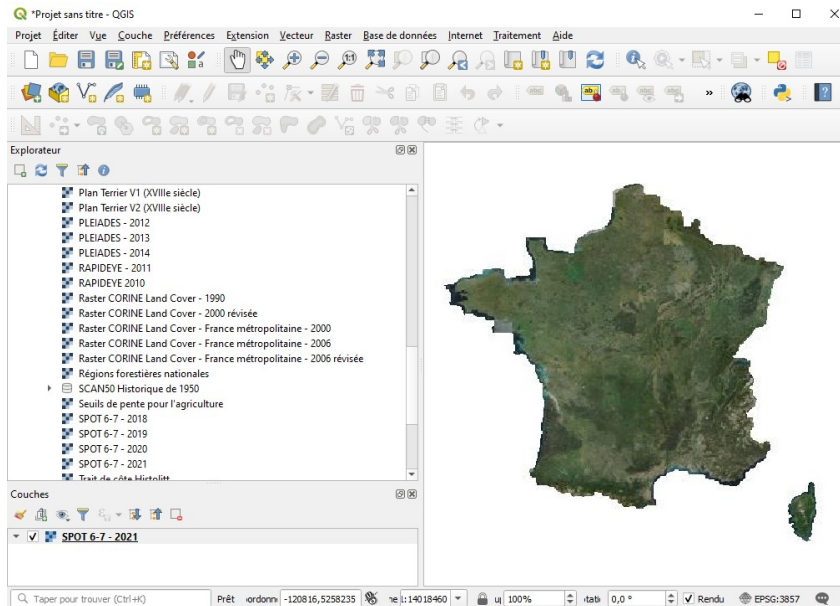 *Projet sans titre - QGIS
Projet Éditer Vue Couche Préférences Extension Vecteur Raster Base de données Internet Traitement Aide
Explorateur
Plan Terrier V1 (XVIIIe siècle)
Plan Terrier V2 (XVIIIe siècle)
PLEIADES - 2012
PLEIADES - 2013
PLEIADES - 2014
RAPIDEYE - 2011
RAPIDEYE 2010
Raster CORINE Land Cover - 1990
Raster CORINE Land Cover - 2000 révisée
Raster CORINE Land Cover - France métropolitaine - 2000
Raster CORINE Land Cover - France métropolitaine - 2006
Raster CORINE Land Cover - France métropolitaine - 2006 révisée
Régions forestières nationales
SCAN50 Historique de 1950
Seuils de pente pour l'agriculture
SPOT 6-7 - 2018
SPOT 6-7 - 2019
SPOT 6-7 - 2020
SPOT 6-7 - 2021
Trait de côte Histolitt
Couches
SPOT 6-7 - 2021
Taper pour trouver (Ctrl+K) Prêt -120816,5258235 1:14018460 100% 0,0 ° Rendu EPSG:3857